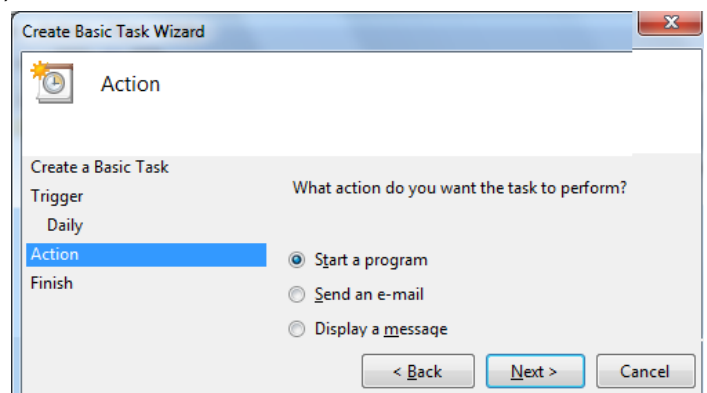 Create Basic Task Wizard
x
Action
Create a Basic Task
Trigger
Daily
Action
Finish
What action do you want the task to perform?
Start a program
Send an e-mail
Display a message
< Back
Next >
Cancel